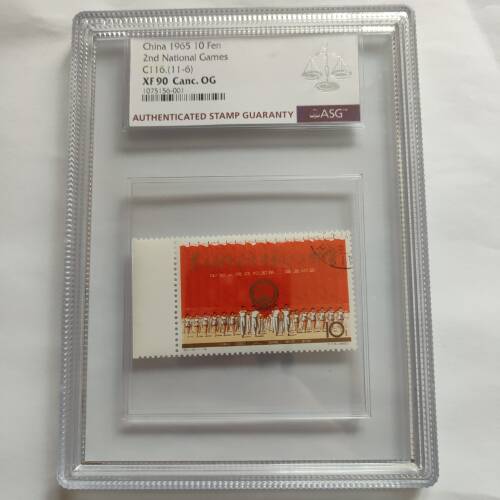 China 1965 10 Fen
2nd National Games
C116.(11-6)
XF 90 Canc. OG
1075156-001
AUTHENTICATED STAMP GUARANTY ASG
10